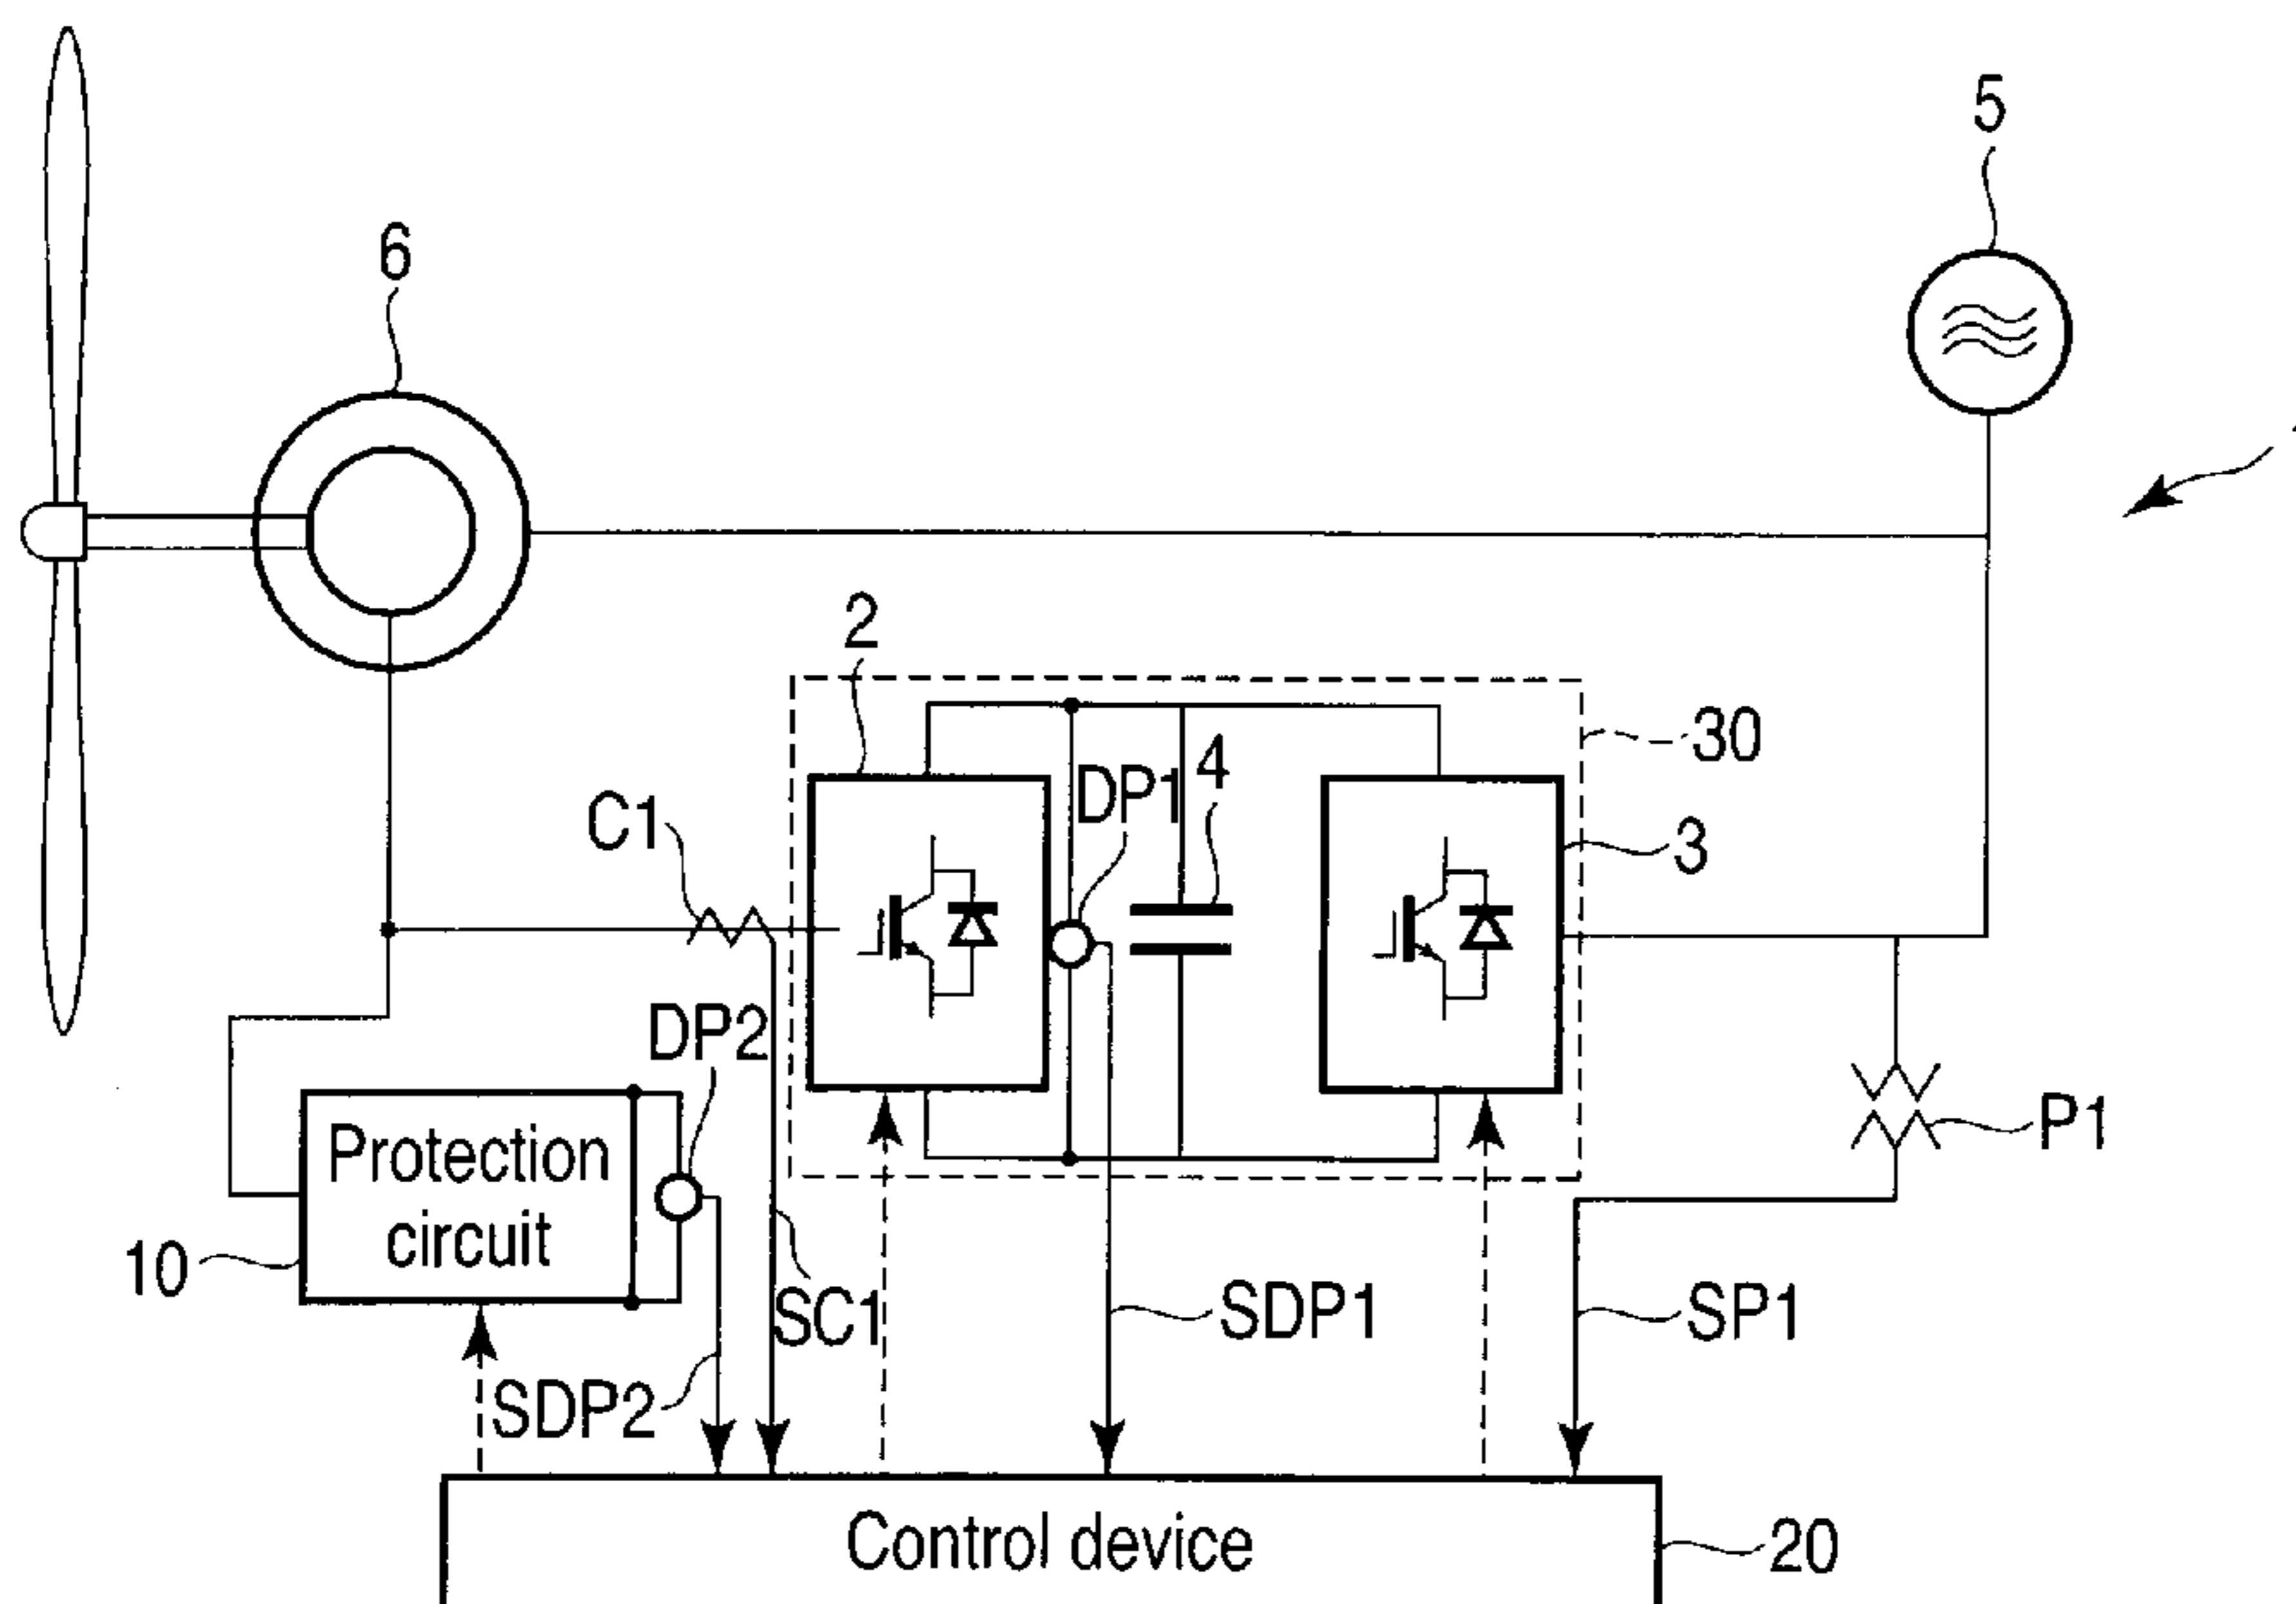 5
6
2
30
DP1
4
C1
3
DP2
P1
Protection
circuit
10
SC1
SDP1
SP1
SDP2
Control device
20